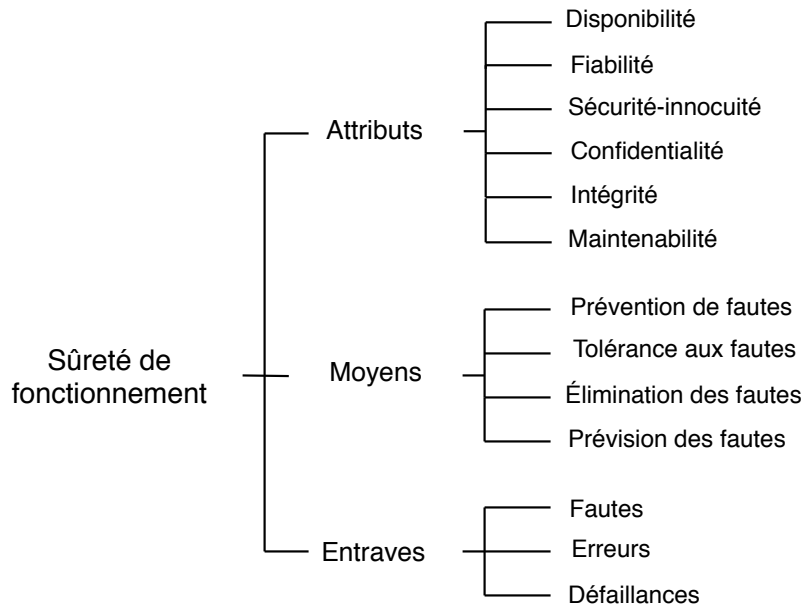 Sûreté de
fonctionnement
Attributs
Disponibilité
Fiabilité
Sécurité-innocuité
Confidentialité
Intégrité
Maintenabilité
Moyens
Prévention de fautes
Tolérance aux fautes
Élimination des fautes
Prévision des fautes
Entraves
Fautes
Erreurs
Défaillances